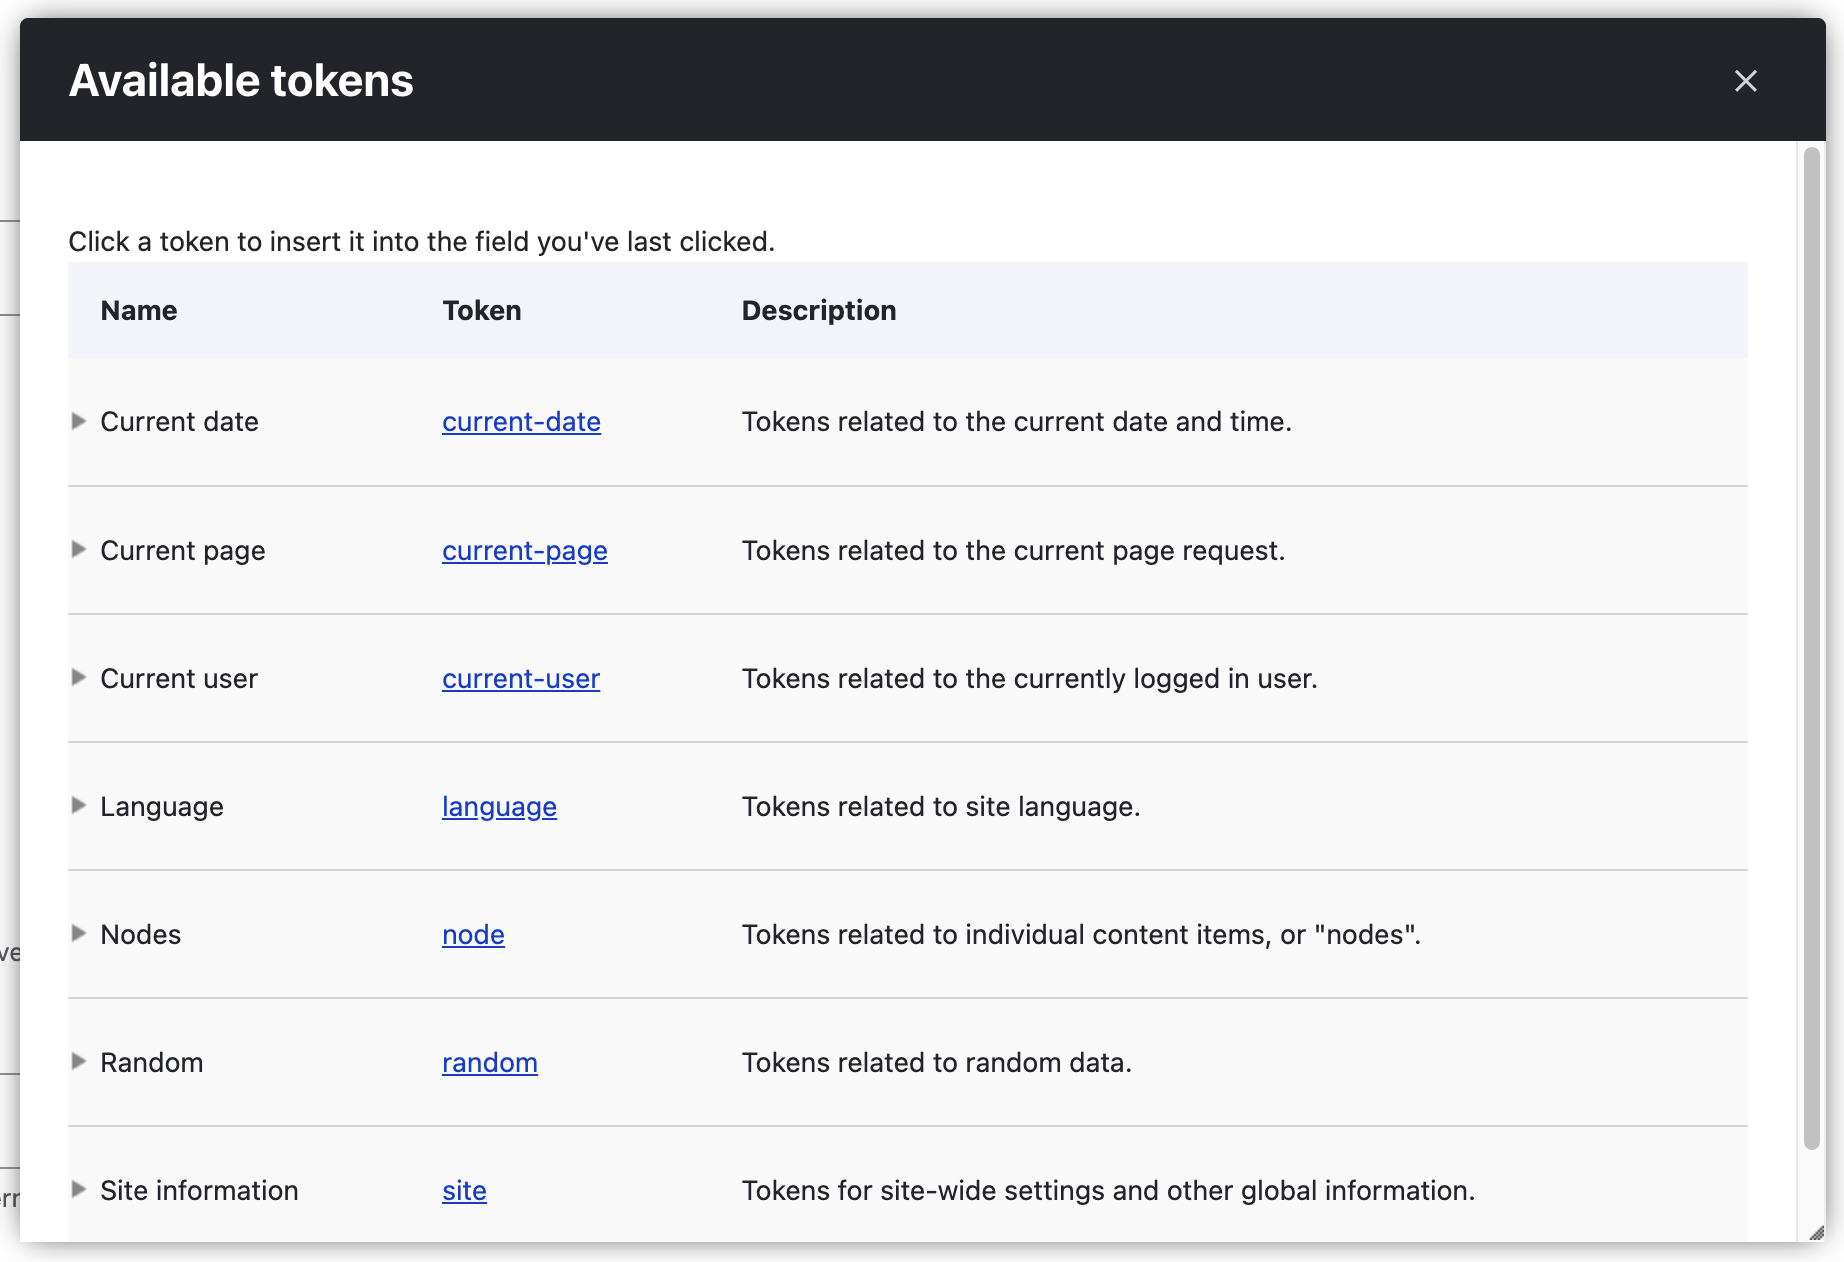 Available tokens
Click a token to insert it into the field you've last clicked.
Name Token Description
Current date current-date Tokens related to the current date and time.
Current page current-page Tokens related to the current page request.
Current user current-user Tokens related to the currently logged in user.
Language language Tokens related to site language.
Nodes node Tokens related to individual content items, or "nodes".
Random random Tokens related to random data.
Site information site Tokens for site-wide settings and other global information.